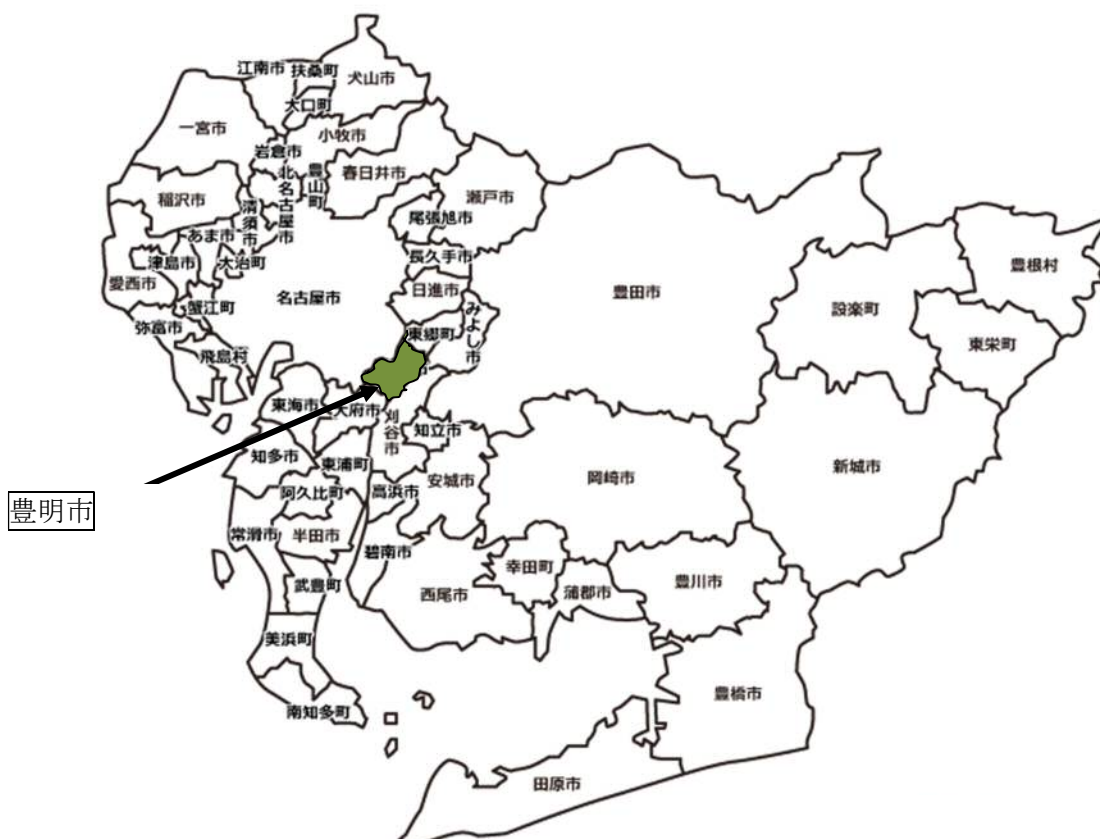 江南市
扶桑町
犬山市
大口町
一宮市
小牧市
岩倉市
北名古屋市
豊山町
春日井市
稲沢市
清須市
瀬戸市
尾張旭市
あま市
津島市
大治町
長久手市
愛西市
日進市
名古屋市
蟹江町
みよし市
豊田市
豊根村
設楽町
弥富市
東郷町
東栄町
飛島村
市
東海市
大府市
刈谷市
知立市
知多市
東浦町
新城市
岡崎市
安城市
高浜市
阿久比町
豊明市
常滑市
半田市
碧南市
幸田町
豊川市
武豊町
西尾市
蒲郡市
美浜町
豊橋市
南知多町
田原市